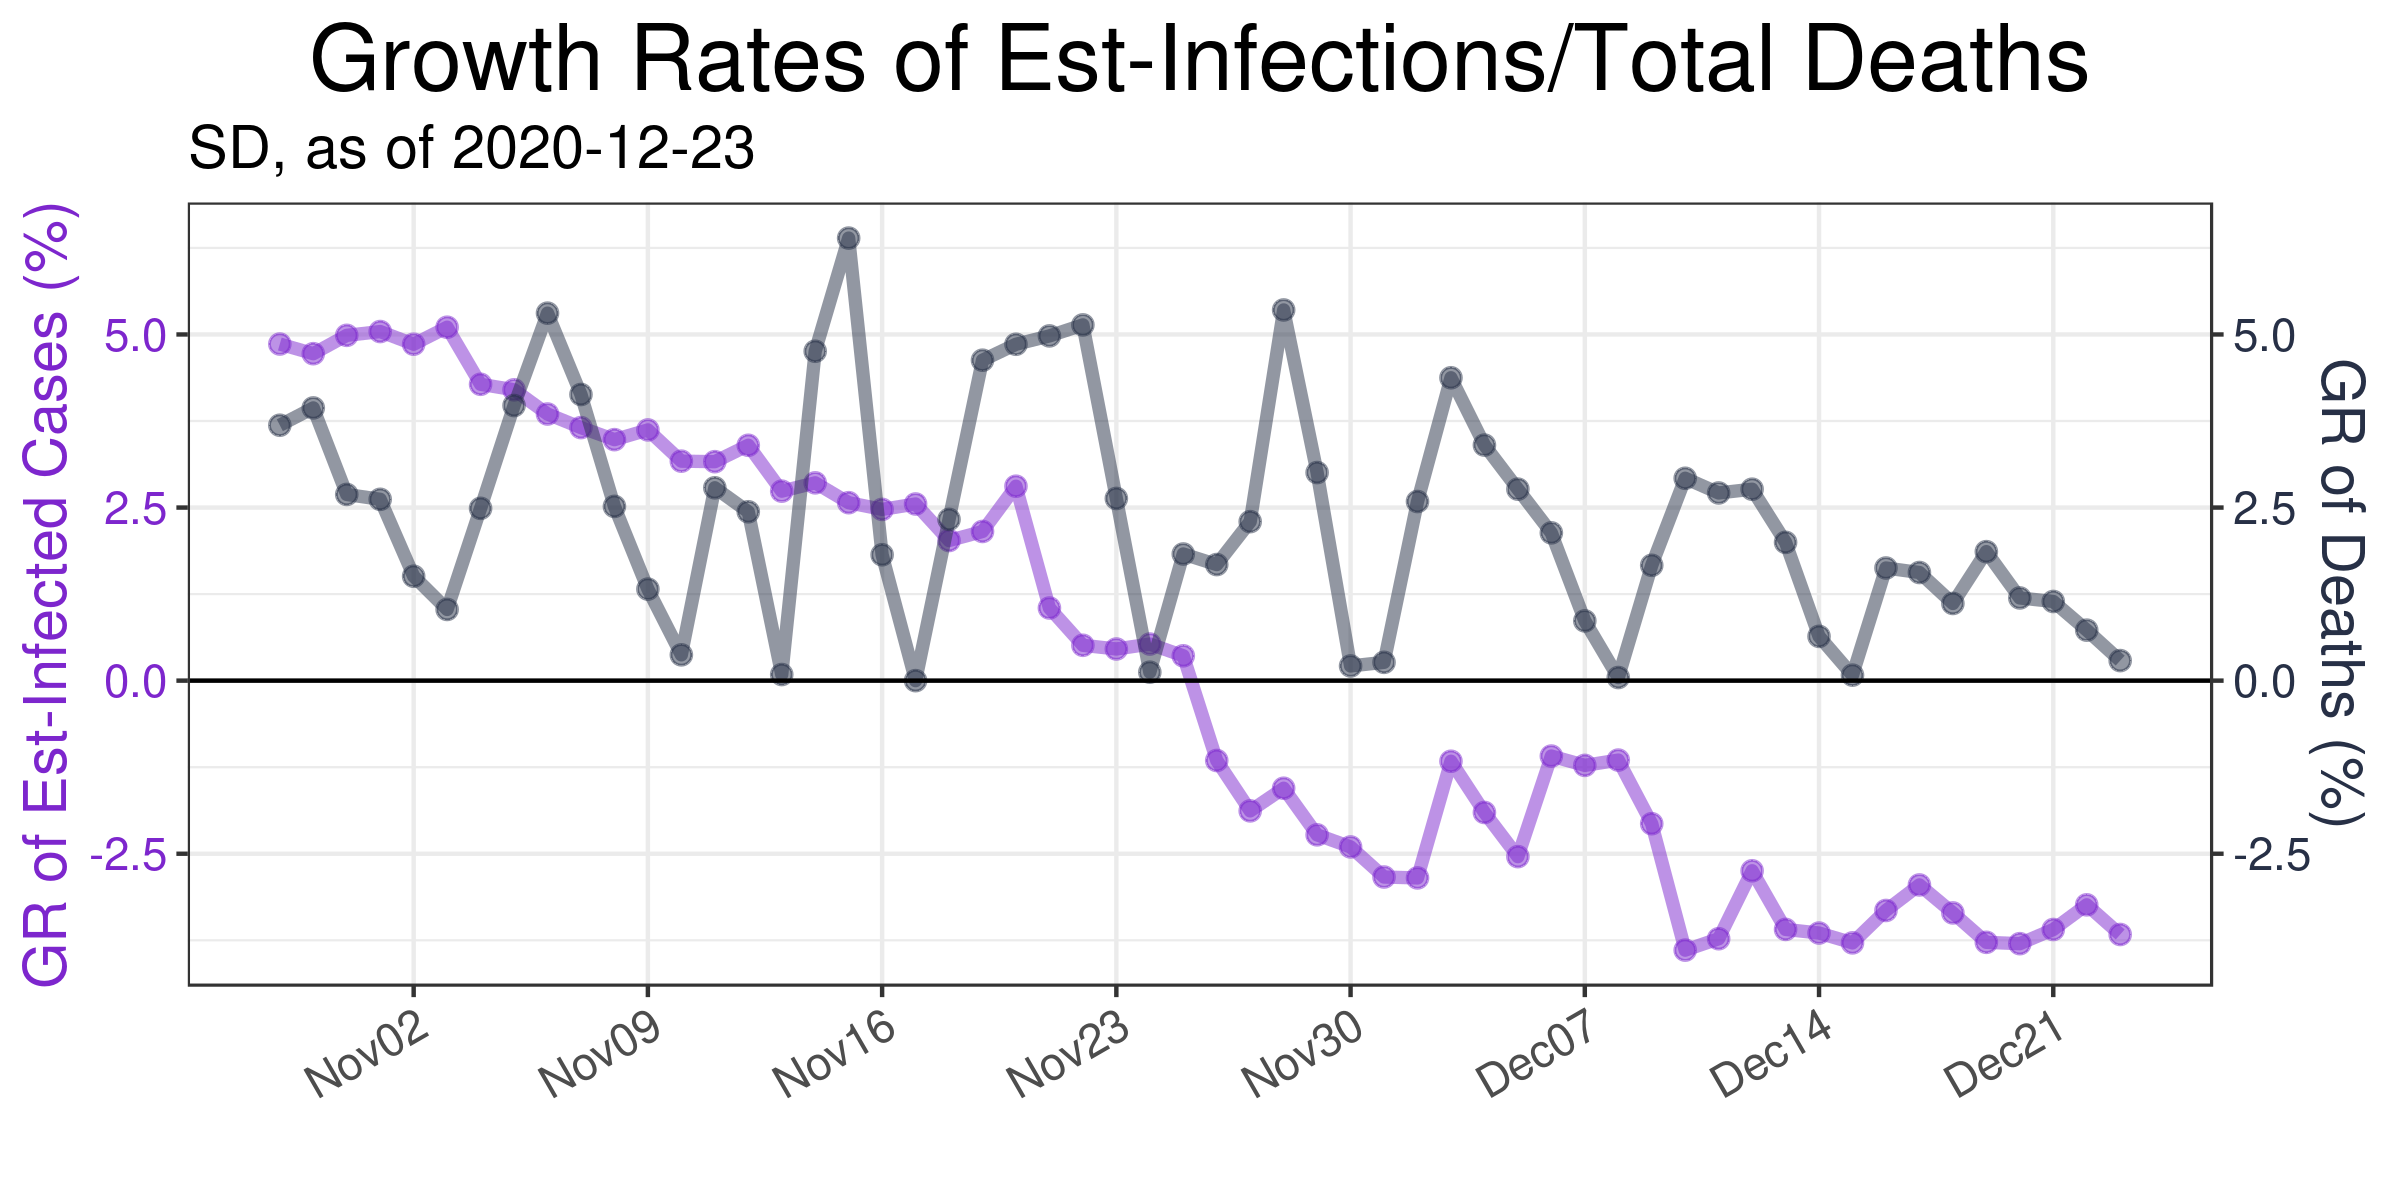 Growth Rates of Est-Infections/Total Deaths
SD, as of 2020-12-23
GR of Est-Infected Cases (%)
5.0
2.5
0.0
-2.5
5.0
2.5
0.0
-2.5
GR of Deaths (%)
Nov02
Nov09
Nov16
Nov23
Nov30
Dec07
Dec14
Dec21